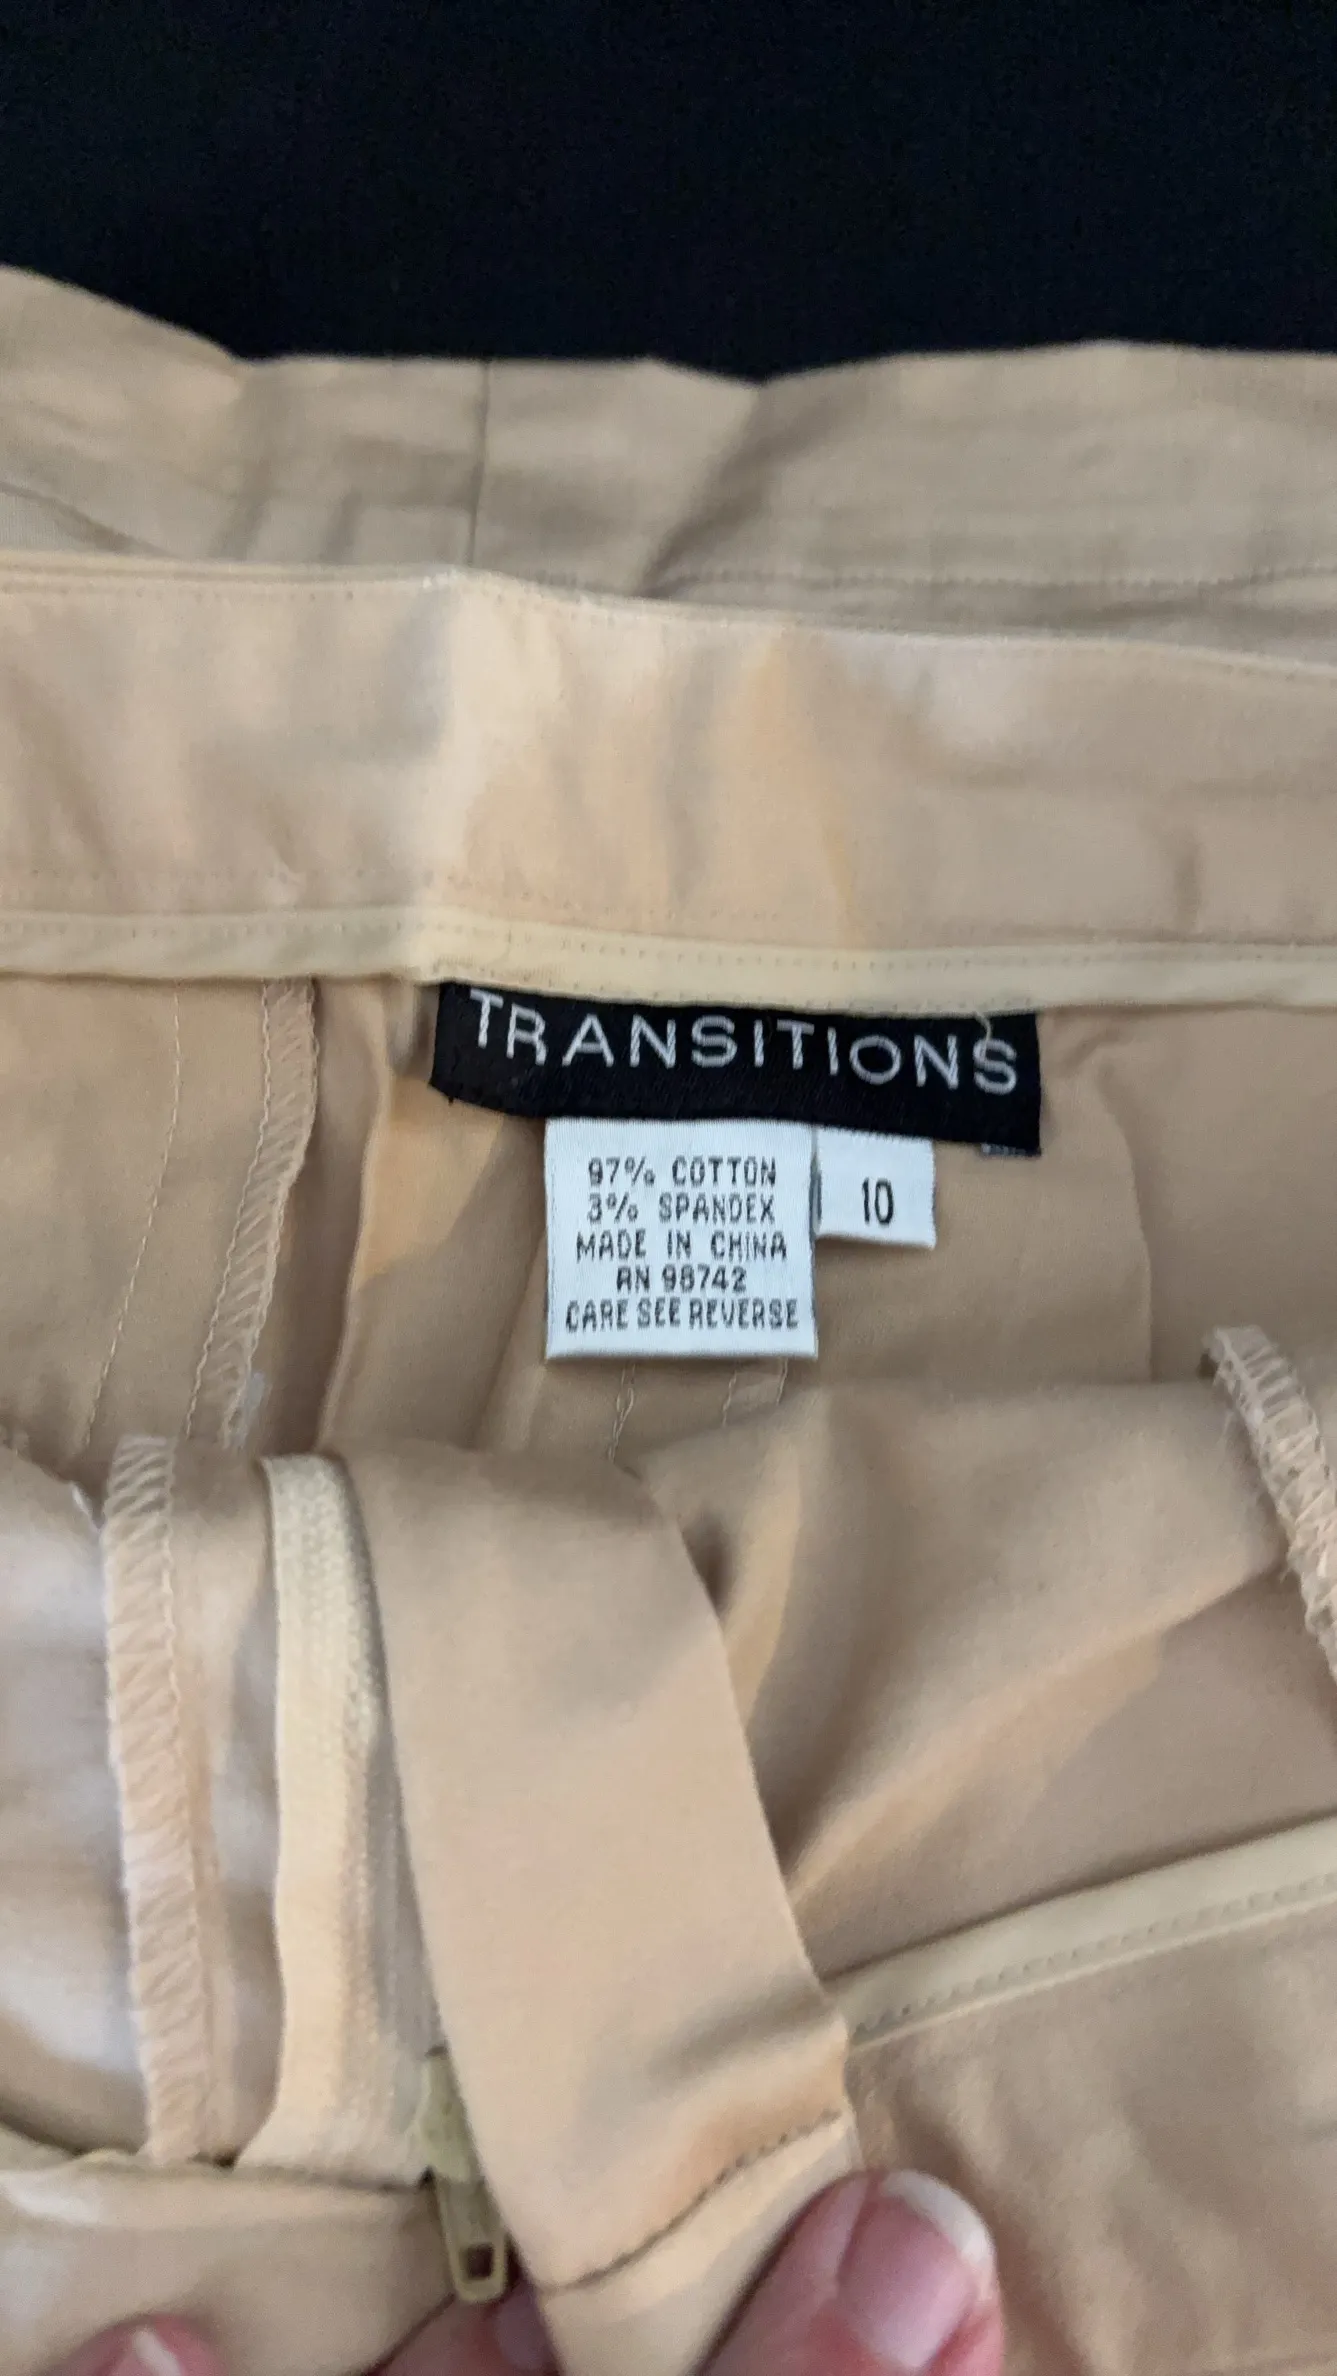 TRANSITIONS
97% COTTON
3% SPANDEX
MADE IN CHINA
RN 98742
CARE SEE REVERSE
10